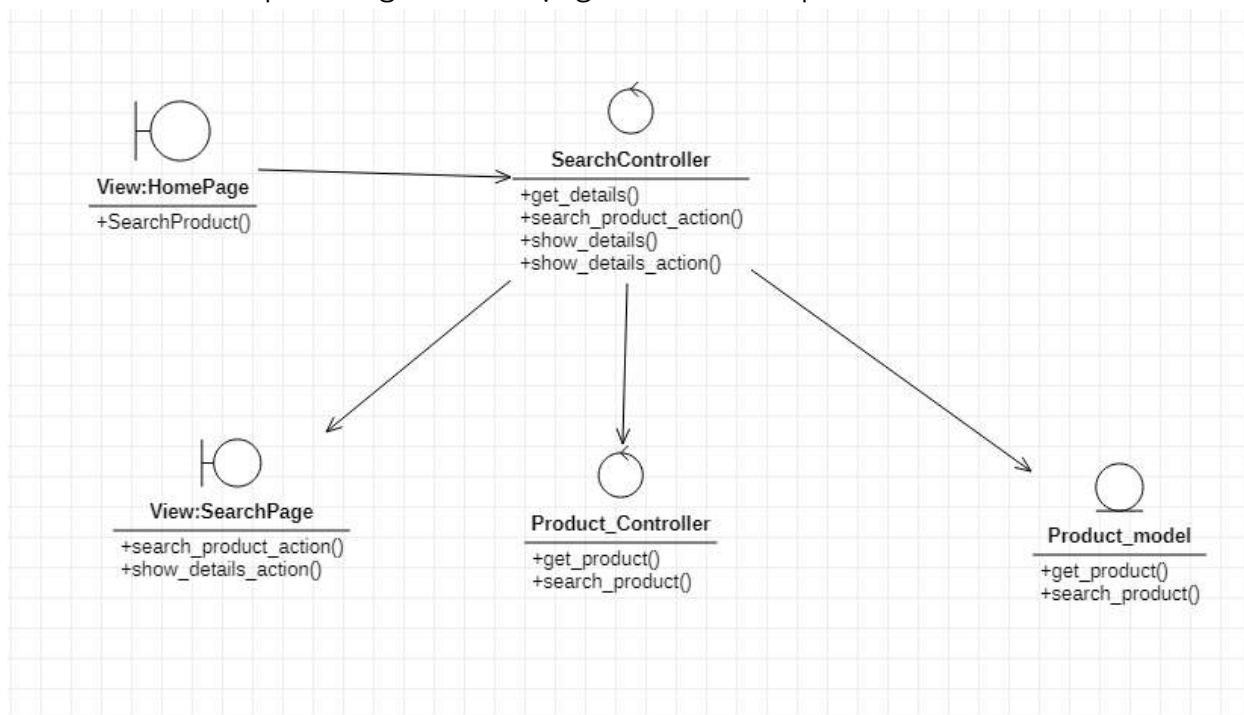 View:HomePage
+SearchProduct()
SearchController
+get_details()
+search_product_action()
+show_details()
+show_details_action()
View:SearchPage
+search_product_action()
+show_details_action()
Product_Controller
+get_product()
+search_product()
Product_model
+get_product()
+search_product()